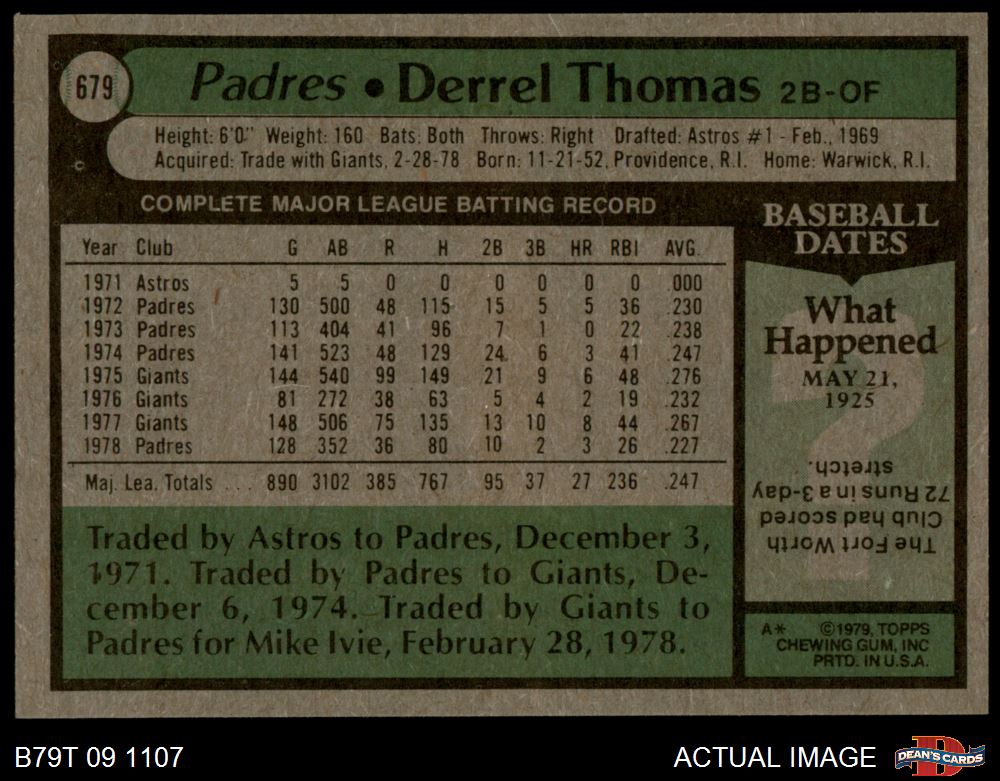 679
Padres • Derrel Thomas 2B-OF
Height: 6'0" Weight: 160 Bats: Both Throws: Right Drafted: Astros #1 - Feb., 1969
Acquired: Trade with Giants, 2-28-78 Born: 11-21-52, Providence, R.I. Home: Warwick, R.I.
COMPLETE MAJOR LEAGUE BATTING RECORD
Year Club G AB R H 2B 3B HR RBI AVG.
1971 Astros 5 5 0 0 0 0 0 0 .000
1972 Padres 130 500 48 115 15 5 5 36 .230
1973 Padres 113 404 41 96 7 1 0 22 .238
1974 Padres 141 523 48 129 24 6 3 41 .247
1975 Giants 144 540 99 149 21 9 6 48 .276
1976 Giants 81 272 38 63 5 4 2 19 .232
1977 Giants 148 506 75 135 13 10 8 44 .267
1978 Padres 128 352 36 80 10 2 3 26 .227
Maj. Lea. Totals ... 890 3102 385 767 95 37 27 236 .247
Traded by Astros to Padres, December 3,
1971. Traded by Padres to Giants, De-
cember 6, 1974. Traded by Giants to
Padres for Mike Ivie, February 28, 1978.
BASEBALL
DATES
What
Happened
MAY 21,
1925
?
The Fort Worth
Club had scored
72 Runs in a 3-day
stretch.
A* ©1979, TOPPS
CHEWING GUM, INC
PRTD. IN U.S.A.
B79T 09 1107
ACTUAL IMAGE
D
DEAN'S CARDS